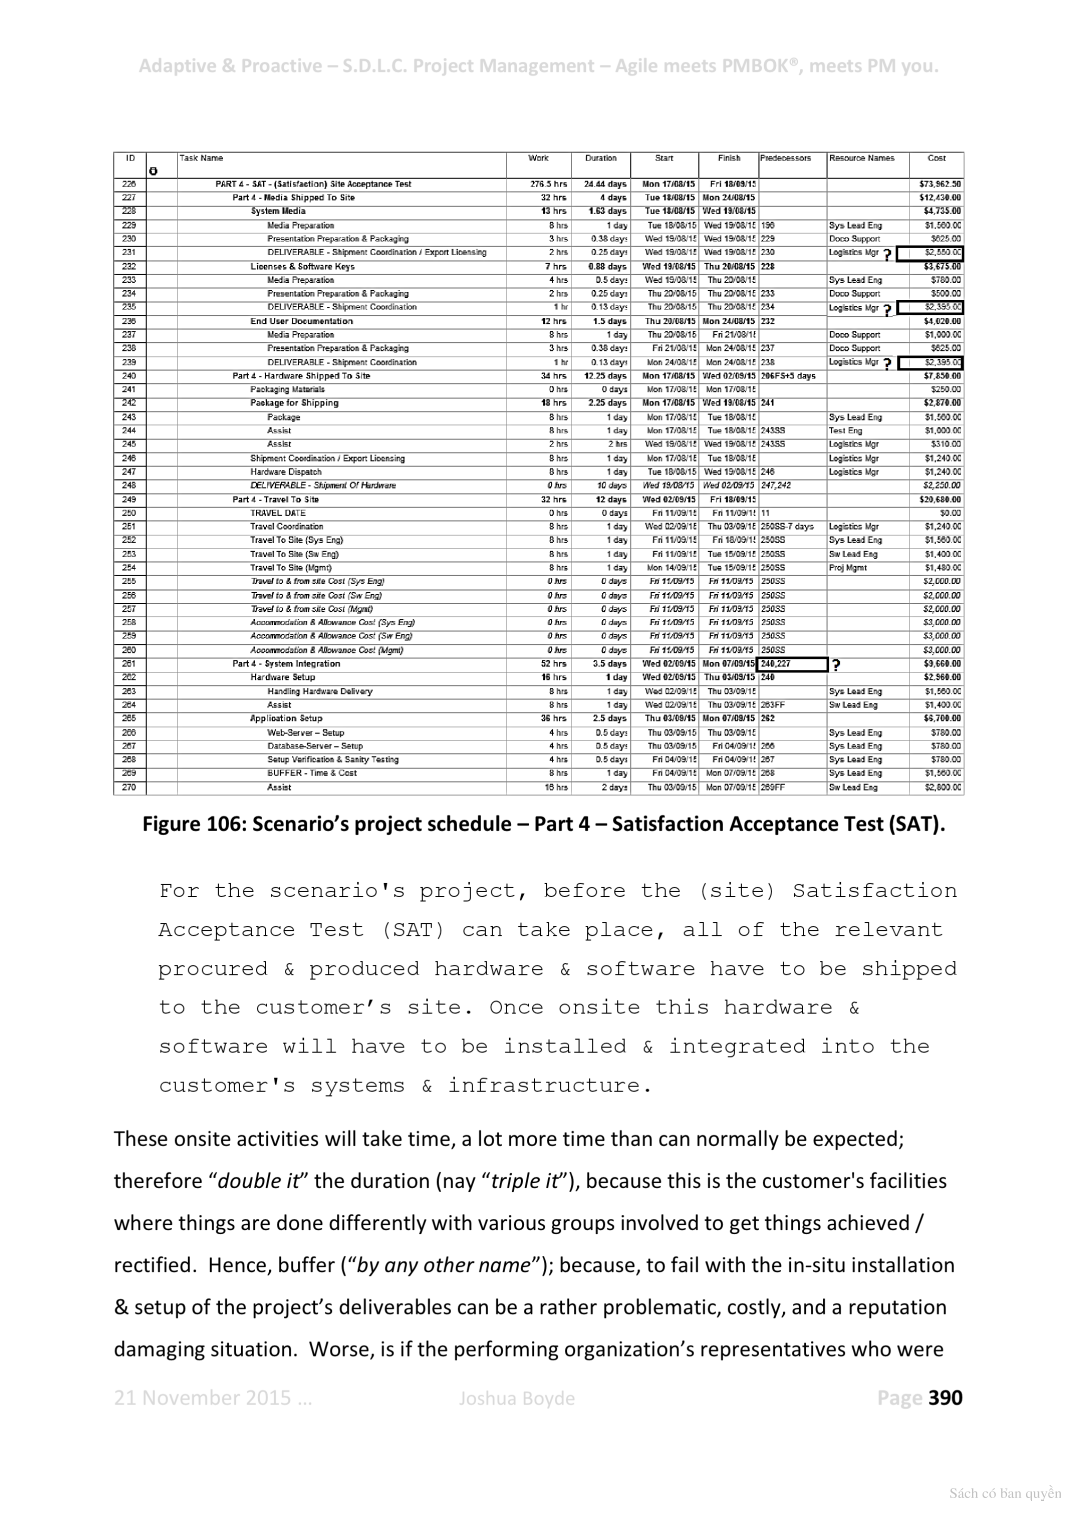 Adaptive & Proactive – S.D.L.C. Project Management – Agile meets PMBOK®, meets PM you.
ID Task Name Work Duration Start Finish Predecessors Resource Names Cost
226 PART 4 - SAT - (Satisfaction) Site Acceptance Test 276.5 hrs 24.44 days Mon 17/08/15 Fri 18/09/15 $73,962.50
227 Part 4 - Media Shipped To Site 32 hrs 4 days Tue 18/08/15 Mon 24/08/15 $12,430.00
228 System Media 13 hrs 1.63 days Tue 18/08/15 Wed 19/08/15 $4,735.00
229 Media Preparation 8 hrs 1 day Tue 18/08/15 Wed 19/08/15 196 Sys Lead Eng $1,560.00
230 Presentation Preparation & Packaging 3 hrs 0.38 days Wed 19/08/15 Wed 19/08/15 229 Doco Support $625.00
231 DELIVERABLE - Shipment Coordination / Export Licensing 2 hrs 0.25 days Wed 19/08/15 Wed 19/08/15 230 Logistics Mgr ? $2,550.00
232 Licenses & Software Keys 7 hrs 0.88 days Wed 19/08/15 Thu 20/08/15 228 $3,675.00
233 Media Preparation 4 hrs 0.5 days Wed 19/08/15 Thu 20/08/15 Sys Lead Eng $780.00
234 Presentation Preparation & Packaging 2 hrs 0.25 days Thu 20/08/15 Thu 20/08/15 233 Doco Support $500.00
235 DELIVERABLE - Shipment Coordination 1 hr 0.13 days Thu 20/08/15 Thu 20/08/15 234 Logistics Mgr ? $2,395.00
236 End User Documentation 12 hrs 1.5 days Thu 20/08/15 Mon 24/08/15 232 $4,020.00
237 Media Preparation 8 hrs 1 day Thu 20/08/15 Fri 21/08/15 Doco Support $1,000.00
238 Presentation Preparation & Packaging 3 hrs 0.38 days Fri 21/08/15 Mon 24/08/15 237 Doco Support $625.00
239 DELIVERABLE - Shipment Coordination 1 hr 0.13 days Mon 24/08/15 Mon 24/08/15 238 Logistics Mgr ? $2,395.00
240 Part 4 - Hardware Shipped To Site 34 hrs 12.25 days Mon 17/08/15 Wed 02/09/15 206FS+5 days $7,850.00
241 Packaging Materials 0 hrs 0 days Mon 17/08/15 Mon 17/08/15 $250.00
242 Package for Shipping 18 hrs 2.25 days Mon 17/08/15 Wed 19/08/15 241 $2,870.00
243 Package 8 hrs 1 day Mon 17/08/15 Tue 18/08/15 Sys Lead Eng $1,560.00
244 Assist 8 hrs 1 day Mon 17/08/15 Tue 18/08/15 243SS Test Eng $1,000.00
245 Assist 2 hrs 2 hrs Wed 19/08/15 Wed 19/08/15 243SS Logistics Mgr $310.00
246 Shipment Coordination / Export Licensing 8 hrs 1 day Mon 17/08/15 Tue 18/08/15 Logistics Mgr $1,240.00
247 Hardware Dispatch 8 hrs 1 day Tue 18/08/15 Wed 19/08/15 246 Logistics Mgr $1,240.00
248 DELIVERABLE - Shipment Of Hardware 0 hrs 10 days Wed 19/08/15 Wed 02/09/15 247,242 $2,250.00
249 Part 4 - Travel To Site 32 hrs 12 days Wed 02/09/15 Fri 18/09/15 $20,680.00
250 TRAVEL DATE 0 hrs 0 days Fri 11/09/15 Fri 11/09/15 11 $0.00
251 Travel Coordination 8 hrs 1 day Wed 02/09/15 Thu 03/09/15 250SS-7 days Logistics Mgr $1,240.00
252 Travel To Site (Sys Eng) 8 hrs 1 day Fri 11/09/15 Fri 18/09/15 250SS Sys Lead Eng $1,560.00
253 Travel To Site (Sw Eng) 8 hrs 1 day Fri 11/09/15 Tue 15/09/15 250SS Sw Lead Eng $1,400.00
254 Travel To Site (Mgmt) 8 hrs 1 day Mon 14/09/15 Tue 15/09/15 250SS Proj Mgmt $1,480.00
255 Travel to & from site Cost (Sys Eng) 0 hrs 0 days Fri 11/09/15 Fri 11/09/15 250SS $2,000.00
256 Travel to & from site Cost (Sw Eng) 0 hrs 0 days Fri 11/09/15 Fri 11/09/15 250SS $2,000.00
257 Travel to & from site Cost (Mgmt) 0 hrs 0 days Fri 11/09/15 Fri 11/09/15 250SS $2,000.00
258 Accommodation & Allowance Cost (Sys Eng) 0 hrs 0 days Fri 11/09/15 Fri 11/09/15 250SS $3,000.00
259 Accommodation & Allowance Cost (Sw Eng) 0 hrs 0 days Fri 11/09/15 Fri 11/09/15 250SS $3,000.00
260 Accommodation & Allowance Cost (Mgmt) 0 hrs 0 days Fri 11/09/15 Fri 11/09/15 250SS $3,000.00
261 Part 4 - System Integration 52 hrs 3.5 days Wed 02/09/15 Mon 07/09/15 240,227 ? $9,660.00
262 Hardware Setup 16 hrs 1 day Wed 02/09/15 Thu 03/09/15 240 $2,960.00
263 Handling Hardware Delivery 8 hrs 1 day Wed 02/09/15 Thu 03/09/15 Sys Lead Eng $1,560.00
264 Assist 8 hrs 1 day Wed 02/09/15 Thu 03/09/15 263FF Sw Lead Eng $1,400.00
265 Application Setup 36 hrs 2.5 days Thu 03/09/15 Mon 07/09/15 262 $6,700.00
266 Web-Server – Setup 4 hrs 0.5 days Thu 03/09/15 Thu 03/09/15 Sys Lead Eng $780.00
267 Database-Server – Setup 4 hrs 0.5 days Thu 03/09/15 Fri 04/09/15 266 Sys Lead Eng $780.00
268 Setup Verification & Sanity Testing 4 hrs 0.5 days Fri 04/09/15 Fri 04/09/15 267 Sys Lead Eng $780.00
269 BUFFER - Time & Cost 8 hrs 1 day Fri 04/09/15 Mon 07/09/15 268 Sys Lead Eng $1,560.00
270 Assist 16 hrs 2 days Thu 03/09/15 Mon 07/09/15 269FF Sw Lead Eng $2,800.00
Figure 106: Scenario’s project schedule – Part 4 – Satisfaction Acceptance Test (SAT).
For the scenario's project, before the (site) Satisfaction
Acceptance Test (SAT) can take place, all of the relevant
procured & produced hardware & software have to be shipped
to the customer’s site. Once onsite this hardware &
software will have to be installed & integrated into the
customer's systems & infrastructure.
These onsite activities will take time, a lot more time than can normally be expected;
therefore “double it” the duration (nay “triple it”), because this is the customer's facilities
where things are done differently with various groups involved to get things achieved /
rectified.  Hence, buffer (“by any other name”); because, to fail with the in-situ installation
& setup of the project’s deliverables can be a rather problematic, costly, and a reputation
damaging situation.  Worse, is if the performing organization’s representatives who were
21 November 2015 … Joshua Boyde Page 390
Sách có bản quyền